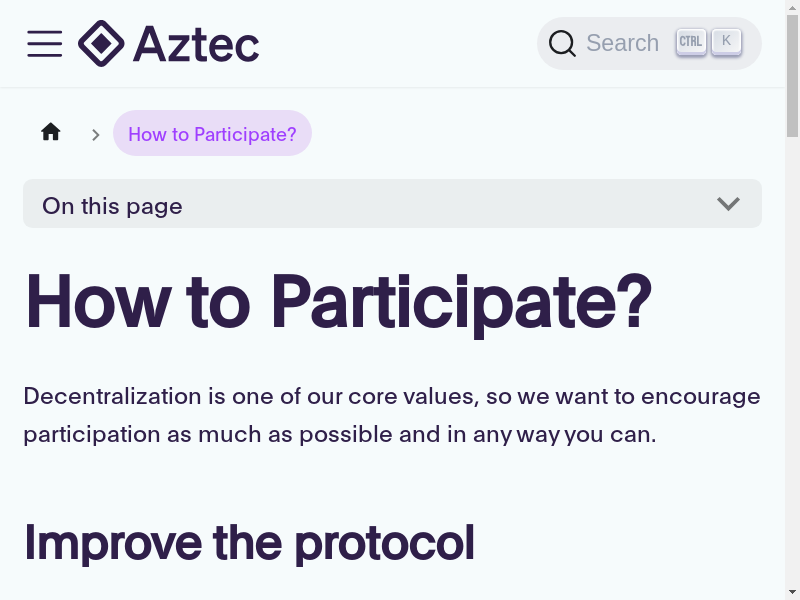 Aztec
Search CTRL K
How to Participate?
On this page
How to Participate?
Decentralization is one of our core values, so we want to encourage
participation as much as possible and in any way you can.
Improve the protocol